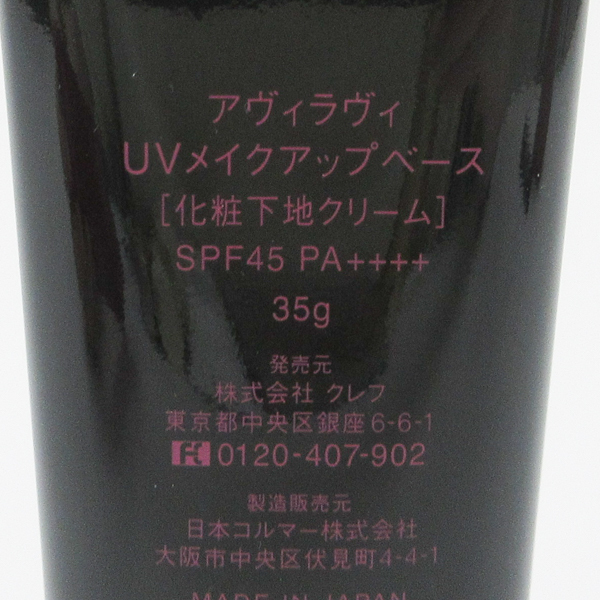 アヴィラヴィ
UVメイクアップベース
[化粧下地クリーム]
SPF45 PA++++
35g
発売元
株式会社 クレフ
東京都中央区銀座6-6-1
0120-407-902
製造販売元
日本コルマー株式会社
大阪市中央区伏見町4-4-1
MADE IN JAPAN